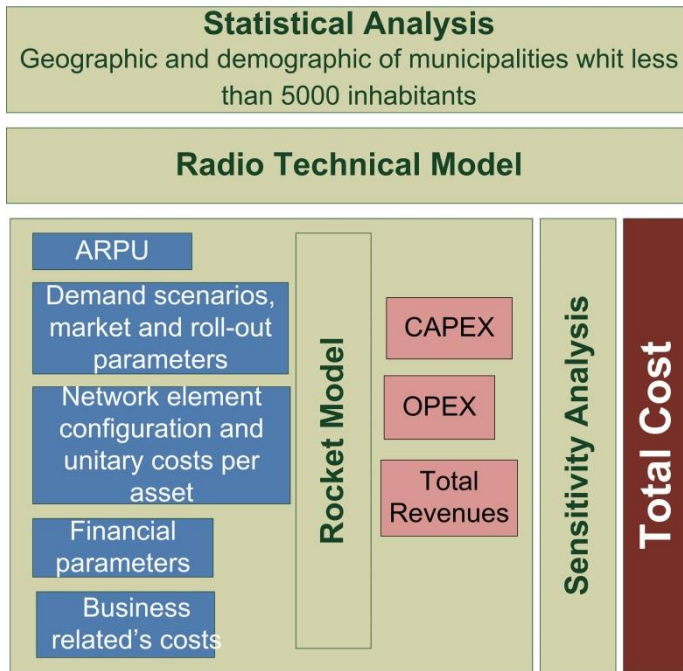 Statistical Analysis
Geographic and demographic of municipalities whit less
than 5000 inhabitants
Radio Technical Model
ARPU
Demand scenarios,
market and roll-out
parameters
Network element
configuration and
unitary costs per
asset
Financial
parameters
Business
related's costs
Rocket Model
CAPEX
OPEX
Total
Revenues
Sensitivity Analysis
Total Cost